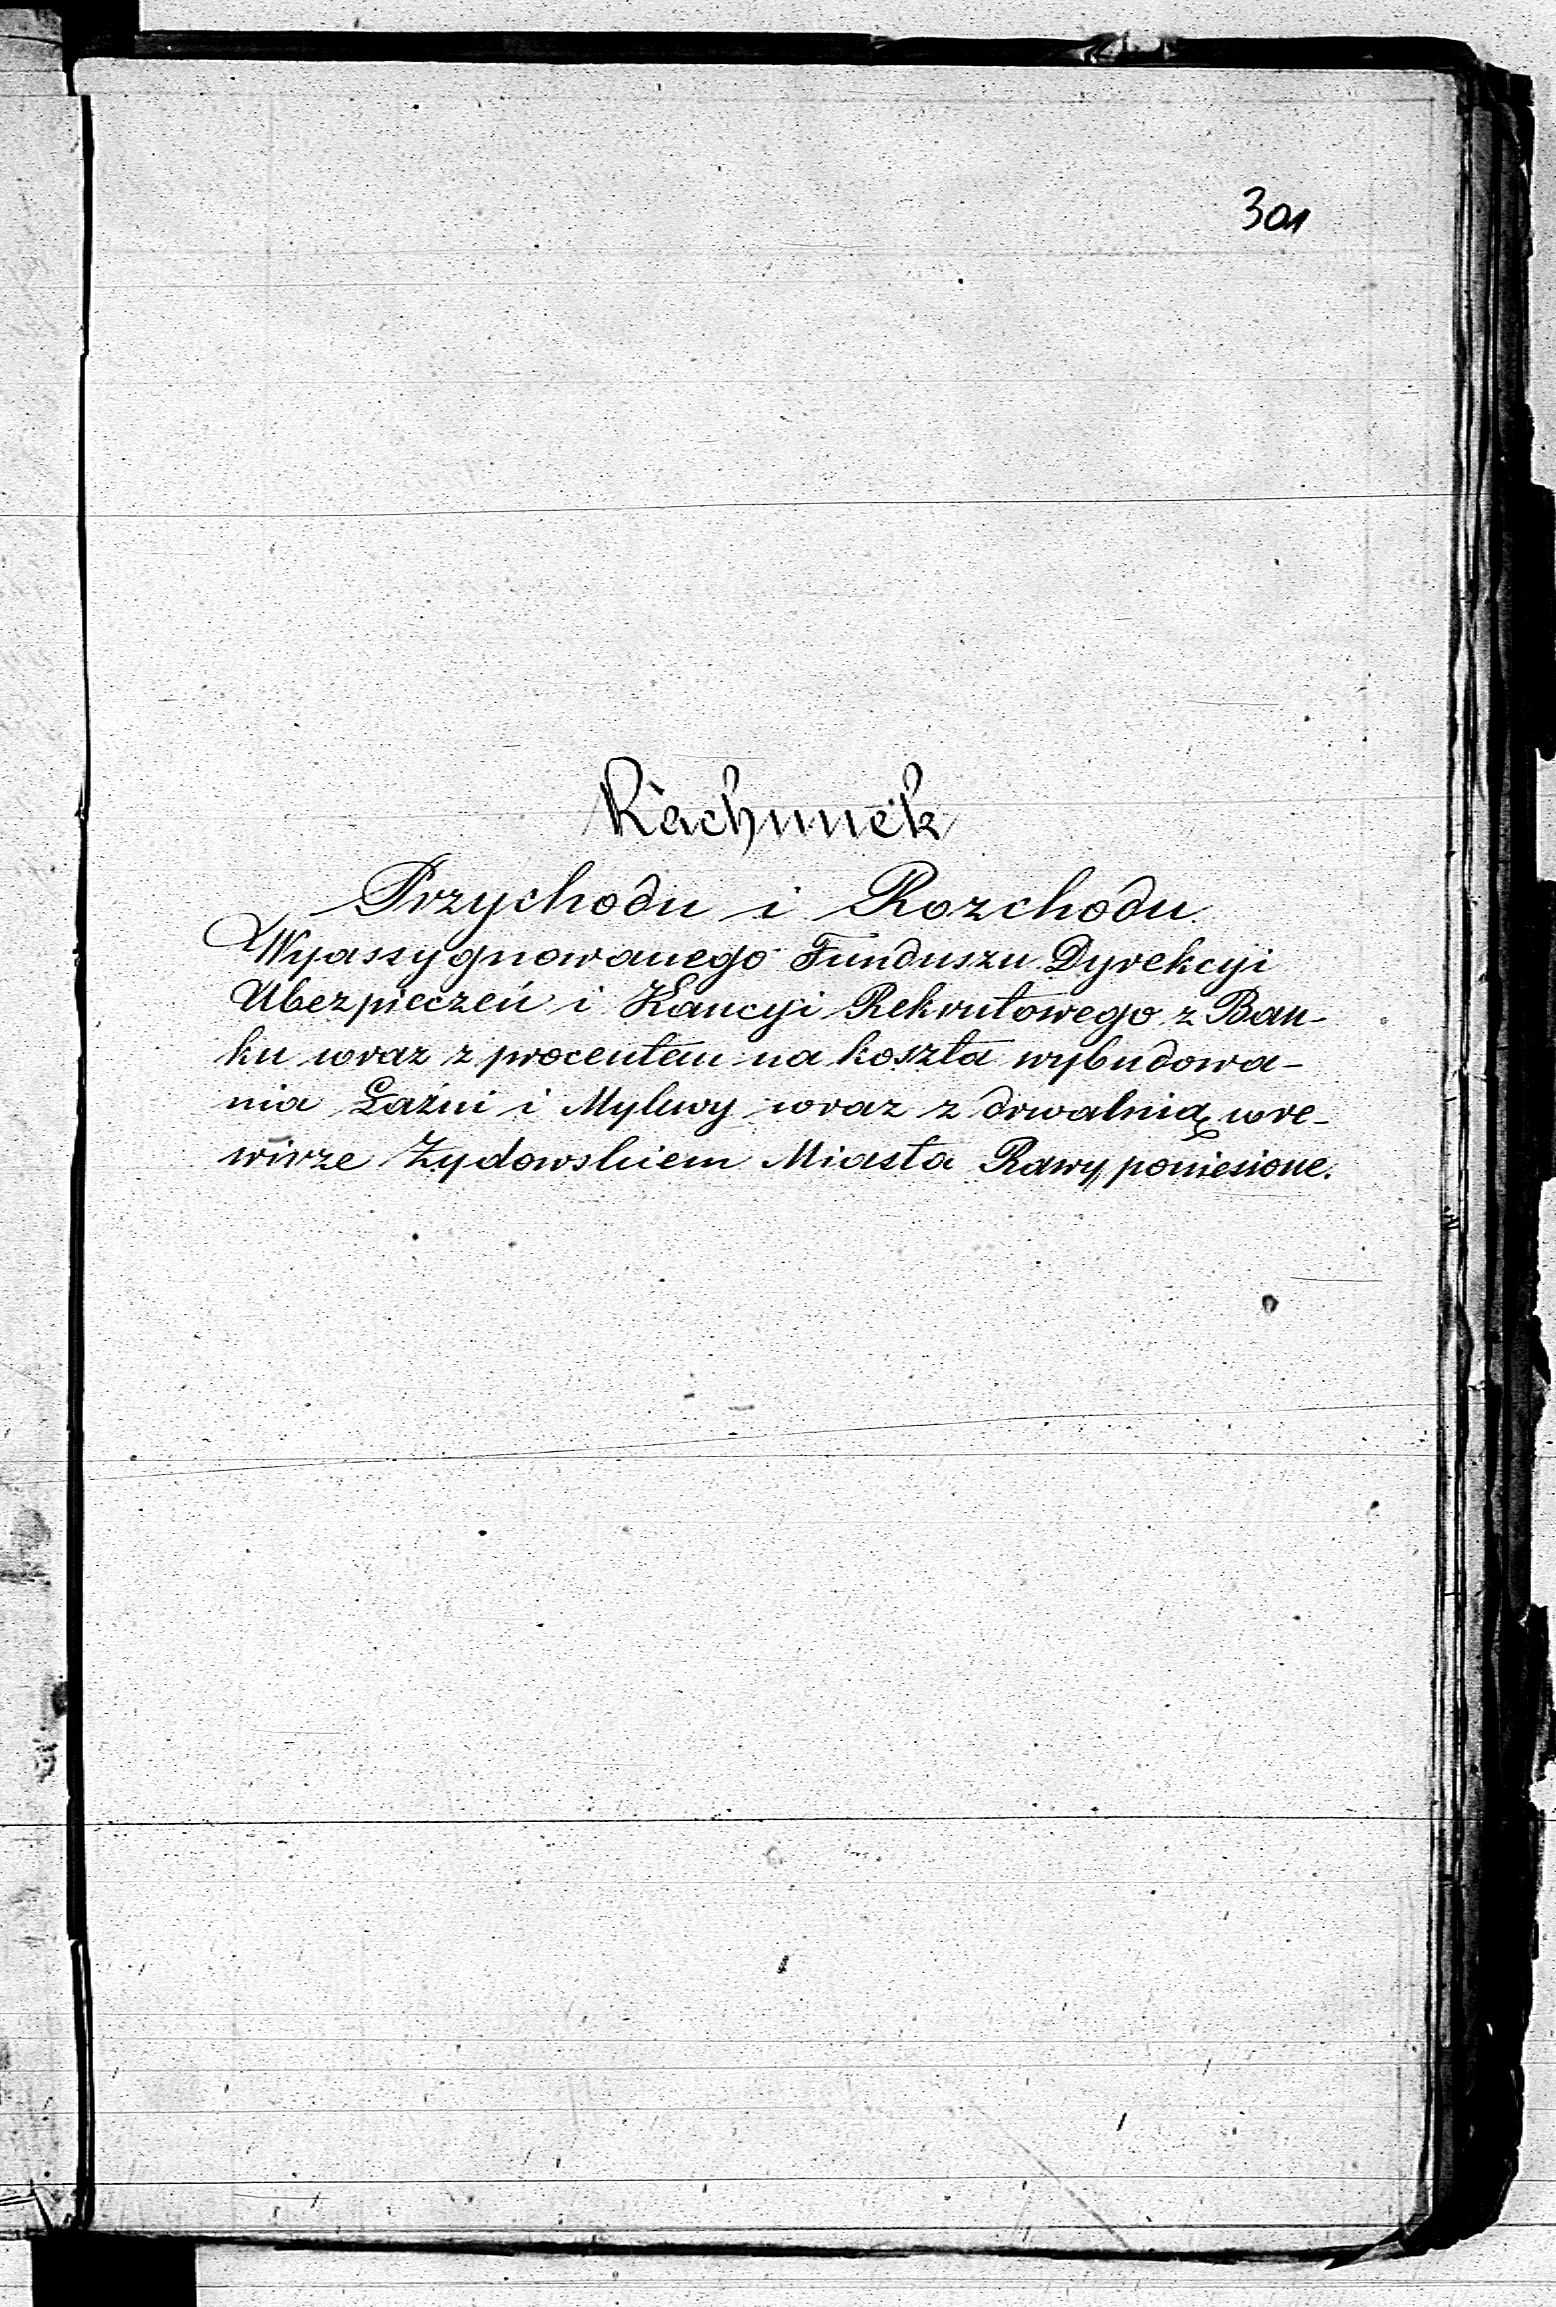 301
Rachunek
Przychodu i Rozchodu
Wyassygnowanego Funduszu Dyrekcyi
Ubezpieczeń i Kaucyi Rekrutowego z Ban-
ku wraz z procentem na koszta wybudowa-
nia Łaźni i Mykwy wraz z drwalnią w re-
wirze Żydowskiem Miasta Rawy poniesione.